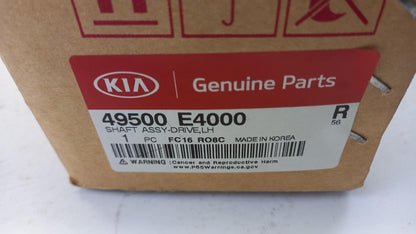 KIA Genuine Parts
49500 E4000 R
SHAFT ASSY-DRIVE,LH 56
1 PC FC16 RO8C MADE IN KOREA
WARNING :Cancer and Reproductive Harm
www.P65Warnings.ca.gov